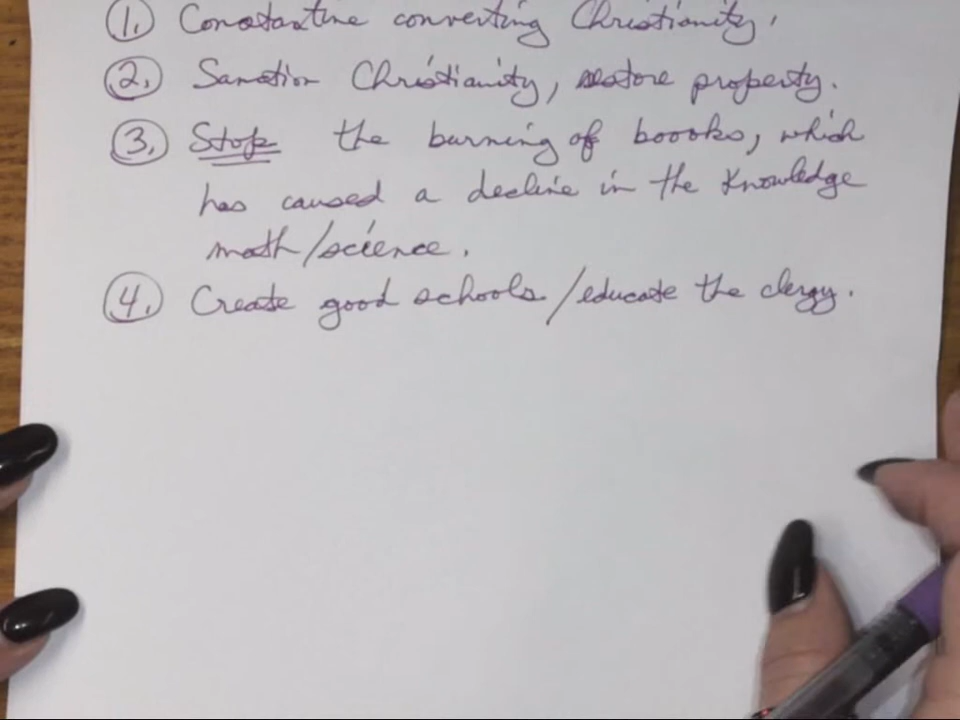 1. Constantine converting Christianity.
2. Sanction Christianity, restore property.
3. Stop the burning of boooks, which
has caused a decline in the knowledge
math/science.
4. Create good schools/educate the clergy.